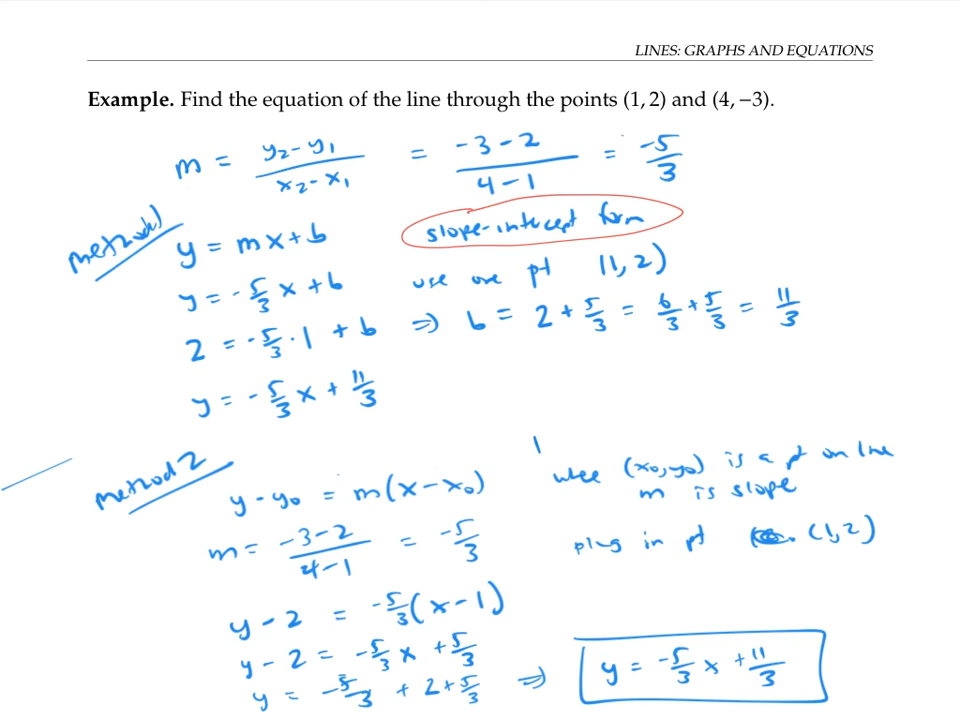 LINES: GRAPHS AND EQUATIONS
Example. Find the equation of the line through the points (1, 2) and (4, −3).
m = (y₂ - y₁)/(x₂ - x₁) = (-3 - 2)/(4 - 1) = -5/3
method 1
y = mx + b slope-intercept form
y = -5/3 x + b use one pt (1, 2)
2 = -5/3 · 1 + b ⇒ b = 2 + 5/3 = 6/3 + 5/3 = 11/3
y = -5/3 x + 11/3
method 2
y - y₀ = m(x - x₀) where (x₀, y₀) is a pt on line
m is slope
m = (-3 - 2)/(4 - 1) = -5/3 plug in pt (1, 2)
y - 2 = -5/3 (x - 1)
y - 2 = -5/3 x + 5/3
y = -5/3 + 2 + 5/3 ⇒ y = -5/3 x + 11/3